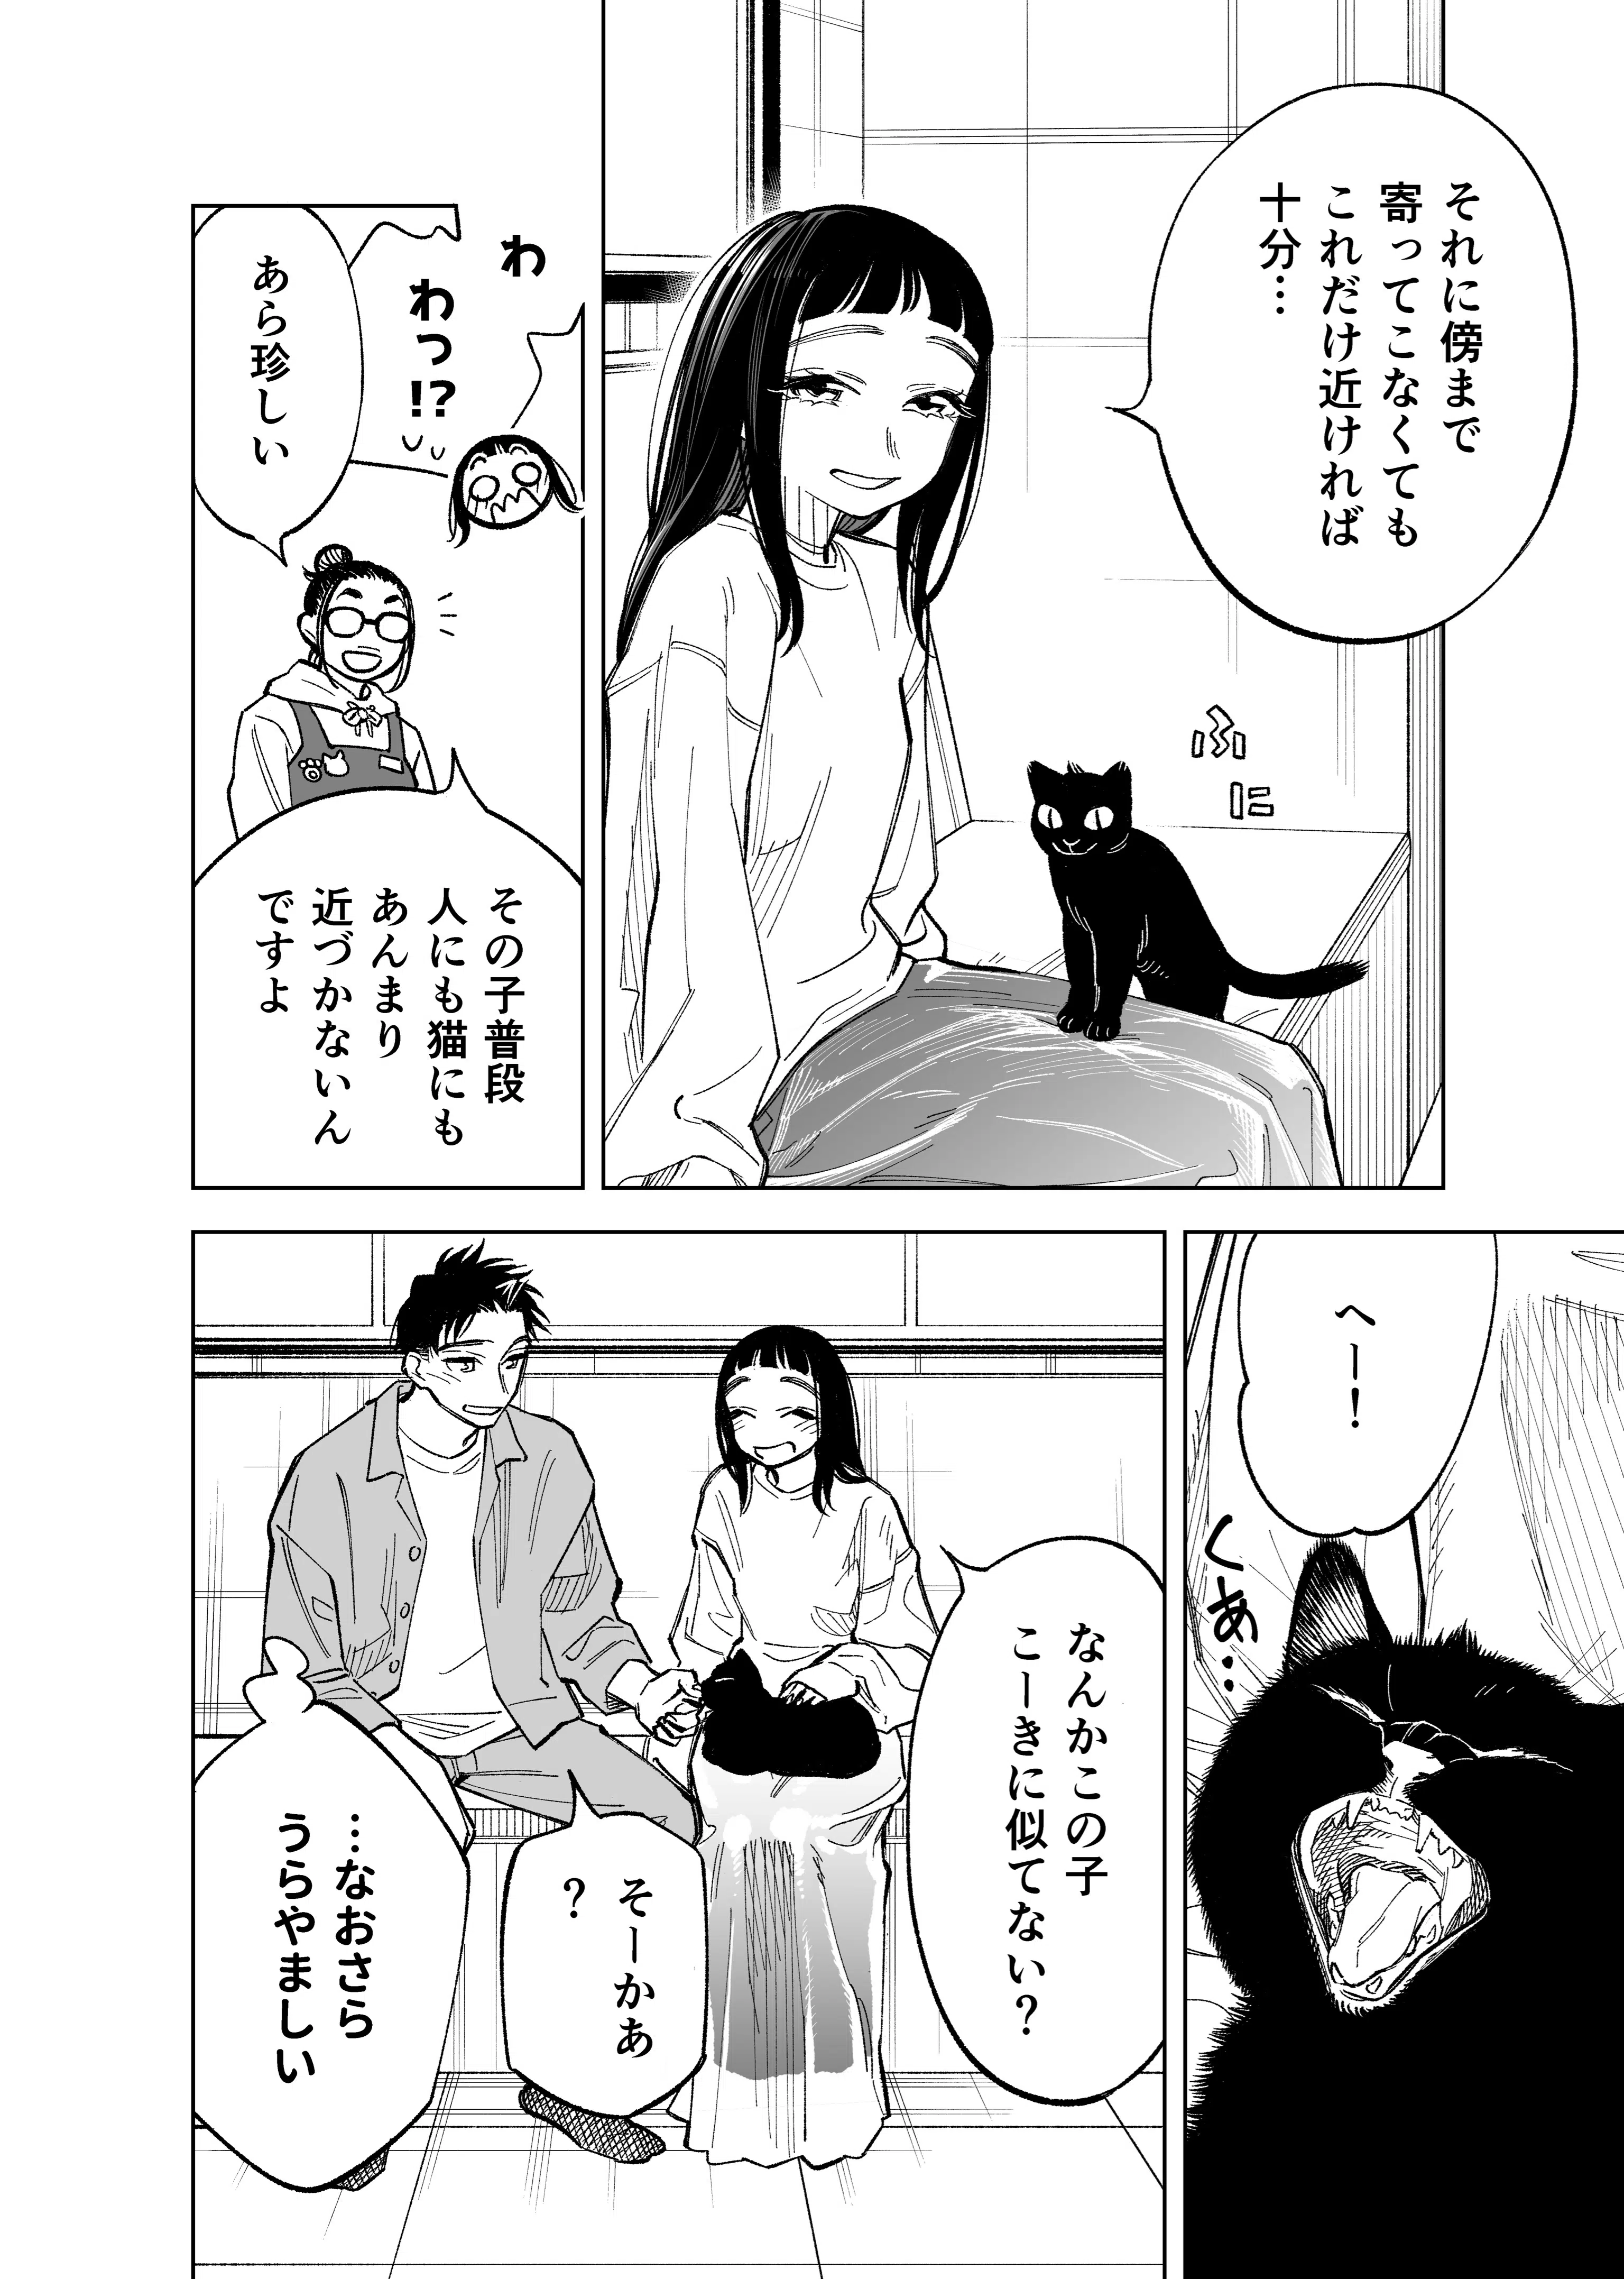 それに傍まで
寄ってこなくても
これだけ近ければ
十分…
ふに
わ
わっ!?
あら珍しい
その子普段
人にも猫にも
あんまり
近づかないん
ですよ
へー！
くあ…
なんかこの子
こーきに似てない？
そーかあ
？
…なおさら
うらやましい